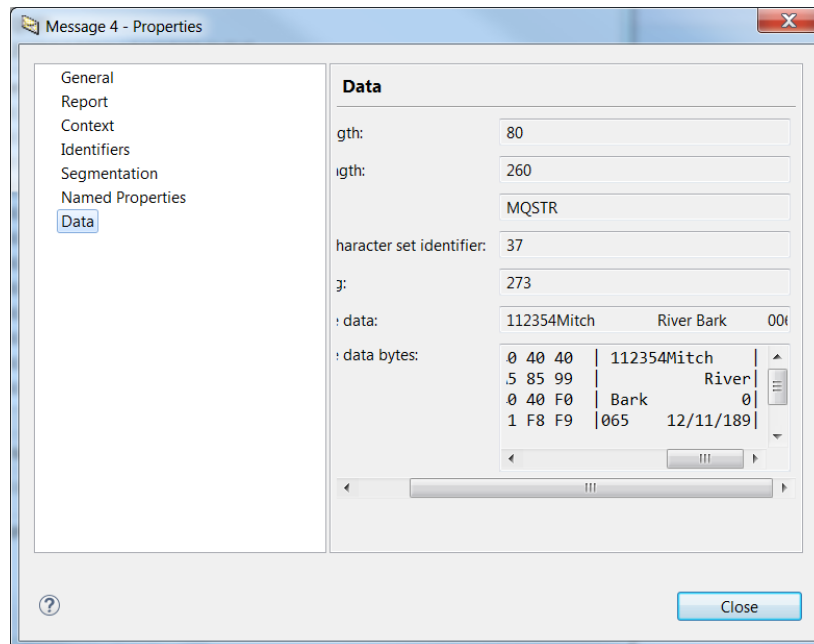 Message 4 - Properties
General
Report
Context
Identifiers
Segmentation
Named Properties
Data
Data
gth: 80
ngth: 260
MQSTR
haracter set identifier: 37
g: 273
data: 112354Mitch River Bark 006
data bytes:
0 40 40 | 112354Mitch |
5 85 99 | River|
0 40 F0 | Bark 0|
1 F8 F9 |065 12/11/189|
Close